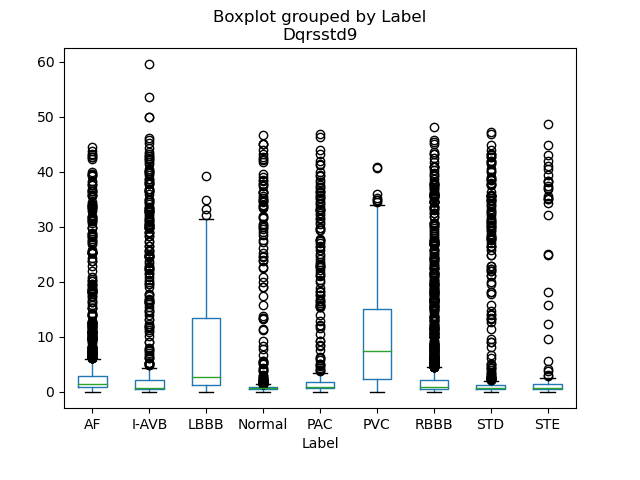 Boxplot grouped by Label
Dqrsstd9
60
50
40
30
20
10
0
AF I-AVB LBBB Normal PAC PVC RBBB STD STE
Label